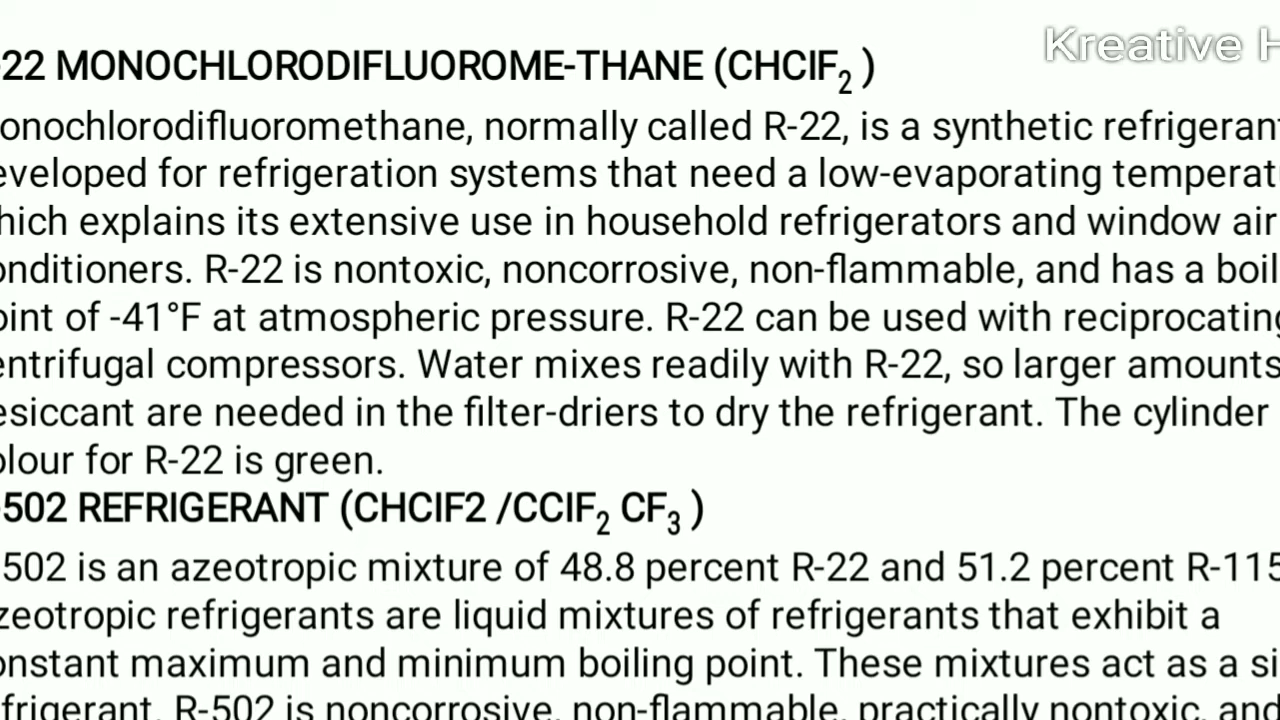 Kreative H
-22 MONOCHLORODIFLUOROME-THANE (CHCIF2 )
onochlorodifluoromethane, normally called R-22, is a synthetic refrigerant
eveloped for refrigeration systems that need a low-evaporating temperatu
hich explains its extensive use in household refrigerators and window air
onditioners. R-22 is nontoxic, noncorrosive, non-flammable, and has a boil
oint of -41°F at atmospheric pressure. R-22 can be used with reciprocating
entrifugal compressors. Water mixes readily with R-22, so larger amounts
esiccant are needed in the filter-driers to dry the refrigerant. The cylinder
olour for R-22 is green.
-502 REFRIGERANT (CHCIF2 /CCIF2 CF3 )
502 is an azeotropic mixture of 48.8 percent R-22 and 51.2 percent R-115
zeotropic refrigerants are liquid mixtures of refrigerants that exhibit a
onstant maximum and minimum boiling point. These mixtures act as a si
frigerant. R-502 is noncorrosive, non-flammable, practically nontoxic, and